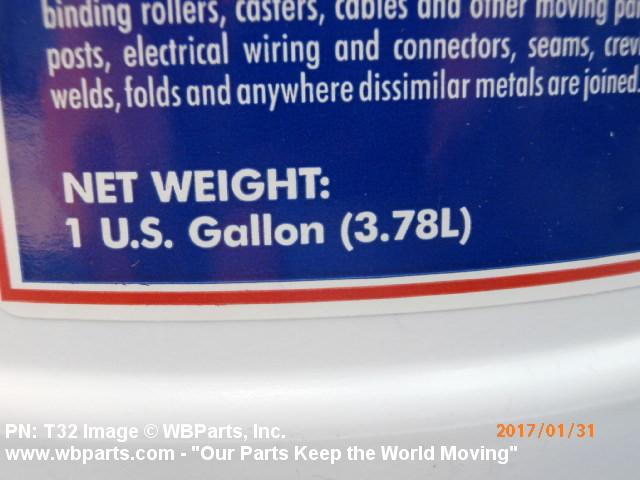 binding rollers, casters, cables and other moving
posts, electrical wiring and connectors, seams,
welds, folds and anywhere dissimilar metals are joined.
NET WEIGHT:
1 U.S. Gallon (3.78L)
PN: T32 Image © WBParts, Inc.
2017/01/31
www.wbparts.com - "Our Parts Keep the World Moving"